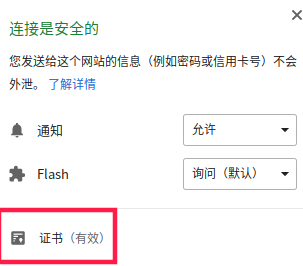 连接是安全的
您发送给这个网站的信息（例如密码或信用卡号）不会
外泄。 了解详情
通知
允许
Flash
询问（默认）
证书（有效）